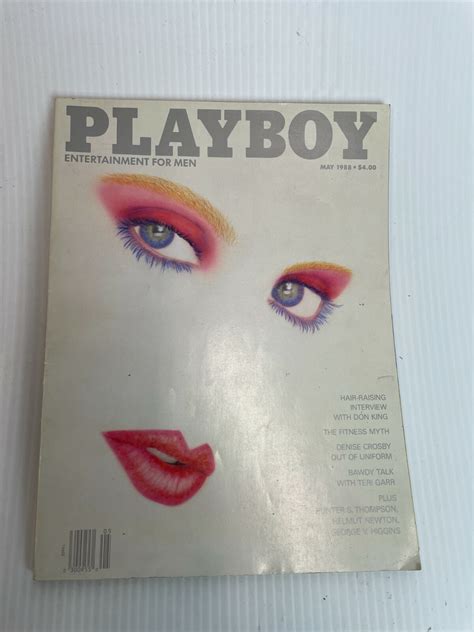 PLAYBOY
ENTERTAINMENT FOR MEN
MAY 1988 • $4.00
HAIR-RAISING
INTERVIEW
WITH DON KING
THE FITNESS MYTH
DENISE CROSBY
OUT OF UNIFORM
BAWDY TALK
WITH TERI GARR
PLUS
HUNTER S. THOMPSON,
HELMUT NEWTON,
GEORGE V. HIGGINS